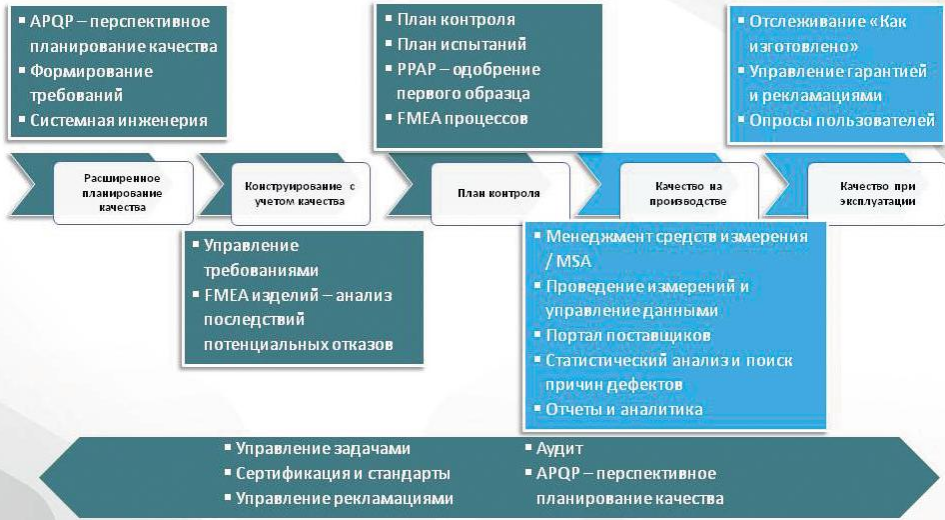 ▪ APQP – перспективное
планирование качества
▪ Формирование
требований
▪ Системная инженерия
▪ План контроля
▪ План испытаний
▪ PPAP – одобрение
первого образца
▪ FMEA процессов
▪ Отслеживание «Как
изготовлено»
▪ Управление гарантией
и рекламациями
▪ Опросы пользователей
Расширенное
планирование
качества
Конструирование с
учетом качества
План контроля
Качество на
производстве
Качество при
эксплуатации
▪ Управление
требованиями
▪ FMEA изделий – анализ
последствий
потенциальных отказов
▪ Менеджмент средств измерения
/ MSA
▪ Проведение измерений и
управление данными
▪ Портал поставщиков
▪ Статистический анализ и поиск
причин дефектов
▪ Отчеты и аналитика
▪ Управление задачами
▪ Сертификация и стандарты
▪ Управление рекламациями
▪ Аудит
▪ APQP – перспективное
планирование качества